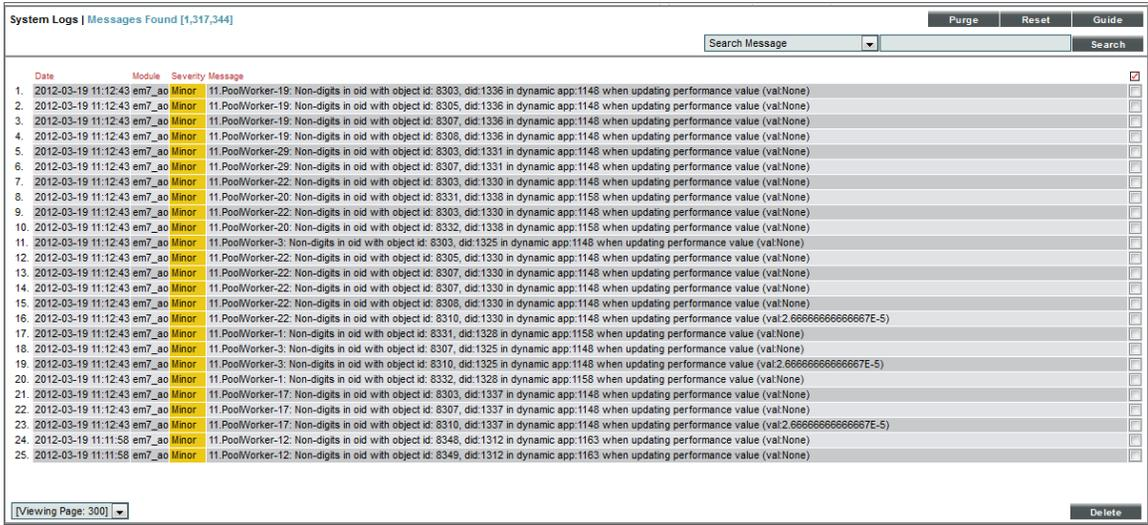 System Logs | Messages Found [1,317,344] Purge Reset Guide
Search Message Search
Date Module Severity Message
1. 2012-03-19 11:12:43 em7_ao Minor 11.PoolWorker-19: Non-digits in oid with object id: 8303, did:1336 in dynamic app:1148 when updating performance value (val:None)
2. 2012-03-19 11:12:43 em7_ao Minor 11.PoolWorker-19: Non-digits in oid with object id: 8305, did:1336 in dynamic app:1148 when updating performance value (val:None)
3. 2012-03-19 11:12:43 em7_ao Minor 11.PoolWorker-19: Non-digits in oid with object id: 8307, did:1336 in dynamic app:1148 when updating performance value (val:None)
4. 2012-03-19 11:12:43 em7_ao Minor 11.PoolWorker-19: Non-digits in oid with object id: 8308, did:1336 in dynamic app:1148 when updating performance value (val:None)
5. 2012-03-19 11:12:43 em7_ao Minor 11.PoolWorker-29: Non-digits in oid with object id: 8303, did:1331 in dynamic app:1148 when updating performance value (val:None)
6. 2012-03-19 11:12:43 em7_ao Minor 11.PoolWorker-29: Non-digits in oid with object id: 8307, did:1331 in dynamic app:1148 when updating performance value (val:None)
7. 2012-03-19 11:12:43 em7_ao Minor 11.PoolWorker-22: Non-digits in oid with object id: 8303, did:1330 in dynamic app:1148 when updating performance value (val:None)
8. 2012-03-19 11:12:43 em7_ao Minor 11.PoolWorker-20: Non-digits in oid with object id: 8331, did:1338 in dynamic app:1158 when updating performance value (val:None)
9. 2012-03-19 11:12:43 em7_ao Minor 11.PoolWorker-22: Non-digits in oid with object id: 8303, did:1330 in dynamic app:1148 when updating performance value (val:None)
10. 2012-03-19 11:12:43 em7_ao Minor 11.PoolWorker-20: Non-digits in oid with object id: 8332, did:1338 in dynamic app:1158 when updating performance value (val:None)
11. 2012-03-19 11:12:43 em7_ao Minor 11.PoolWorker-3: Non-digits in oid with object id: 8303, did:1325 in dynamic app:1148 when updating performance value (val:None)
12. 2012-03-19 11:12:43 em7_ao Minor 11.PoolWorker-22: Non-digits in oid with object id: 8305, did:1330 in dynamic app:1148 when updating performance value (val:None)
13. 2012-03-19 11:12:43 em7_ao Minor 11.PoolWorker-22: Non-digits in oid with object id: 8307, did:1330 in dynamic app:1148 when updating performance value (val:None)
14. 2012-03-19 11:12:43 em7_ao Minor 11.PoolWorker-22: Non-digits in oid with object id: 8307, did:1330 in dynamic app:1148 when updating performance value (val:None)
15. 2012-03-19 11:12:43 em7_ao Minor 11.PoolWorker-22: Non-digits in oid with object id: 8308, did:1330 in dynamic app:1148 when updating performance value (val:None)
16. 2012-03-19 11:12:43 em7_ao Minor 11.PoolWorker-22: Non-digits in oid with object id: 8310, did:1330 in dynamic app:1148 when updating performance value (val:2.66666666666667E-5)
17. 2012-03-19 11:12:43 em7_ao Minor 11.PoolWorker-1: Non-digits in oid with object id: 8331, did:1328 in dynamic app:1158 when updating performance value (val:None)
18. 2012-03-19 11:12:43 em7_ao Minor 11.PoolWorker-3: Non-digits in oid with object id: 8307, did:1325 in dynamic app:1148 when updating performance value (val:None)
19. 2012-03-19 11:12:43 em7_ao Minor 11.PoolWorker-3: Non-digits in oid with object id: 8310, did:1325 in dynamic app:1148 when updating performance value (val:2.66666666666667E-5)
20. 2012-03-19 11:12:43 em7_ao Minor 11.PoolWorker-1: Non-digits in oid with object id: 8332, did:1328 in dynamic app:1158 when updating performance value (val:None)
21. 2012-03-19 11:12:43 em7_ao Minor 11.PoolWorker-17: Non-digits in oid with object id: 8303, did:1337 in dynamic app:1148 when updating performance value (val:None)
22. 2012-03-19 11:12:43 em7_ao Minor 11.PoolWorker-17: Non-digits in oid with object id: 8307, did:1337 in dynamic app:1148 when updating performance value (val:None)
23. 2012-03-19 11:12:43 em7_ao Minor 11.PoolWorker-17: Non-digits in oid with object id: 8310, did:1337 in dynamic app:1148 when updating performance value (val:2.66666666666667E-5)
24. 2012-03-19 11:11:58 em7_ao Minor 11.PoolWorker-12: Non-digits in oid with object id: 8348, did:1312 in dynamic app:1163 when updating performance value (val:None)
25. 2012-03-19 11:11:58 em7_ao Minor 11.PoolWorker-12: Non-digits in oid with object id: 8349, did:1312 in dynamic app:1163 when updating performance value (val:None)
[Viewing Page: 300] Delete